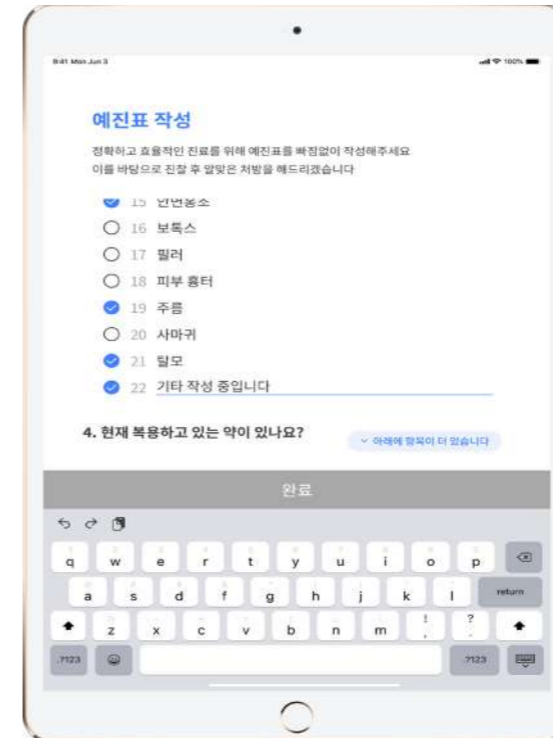 9:41 Mon Jun 3
100%
예진표 작성
정확하고 효율적인 진료를 위해 예진표를 빠짐없이 작성해주세요
이를 바탕으로 진찰 후 알맞은 처방을 해드리겠습니다
15 안면홍조
16 보톡스
17 필러
18 피부 흉터
19 주름
20 사마귀
21 탈모
22 기타 작성 중입니다
4. 현재 복용하고 있는 약이 있나요?
아래에 항목이 더 있습니다
완료
q w e r t y u i o p
a s d f g h j k l return
z x c v b n m ! , ? .
.?123 .?123